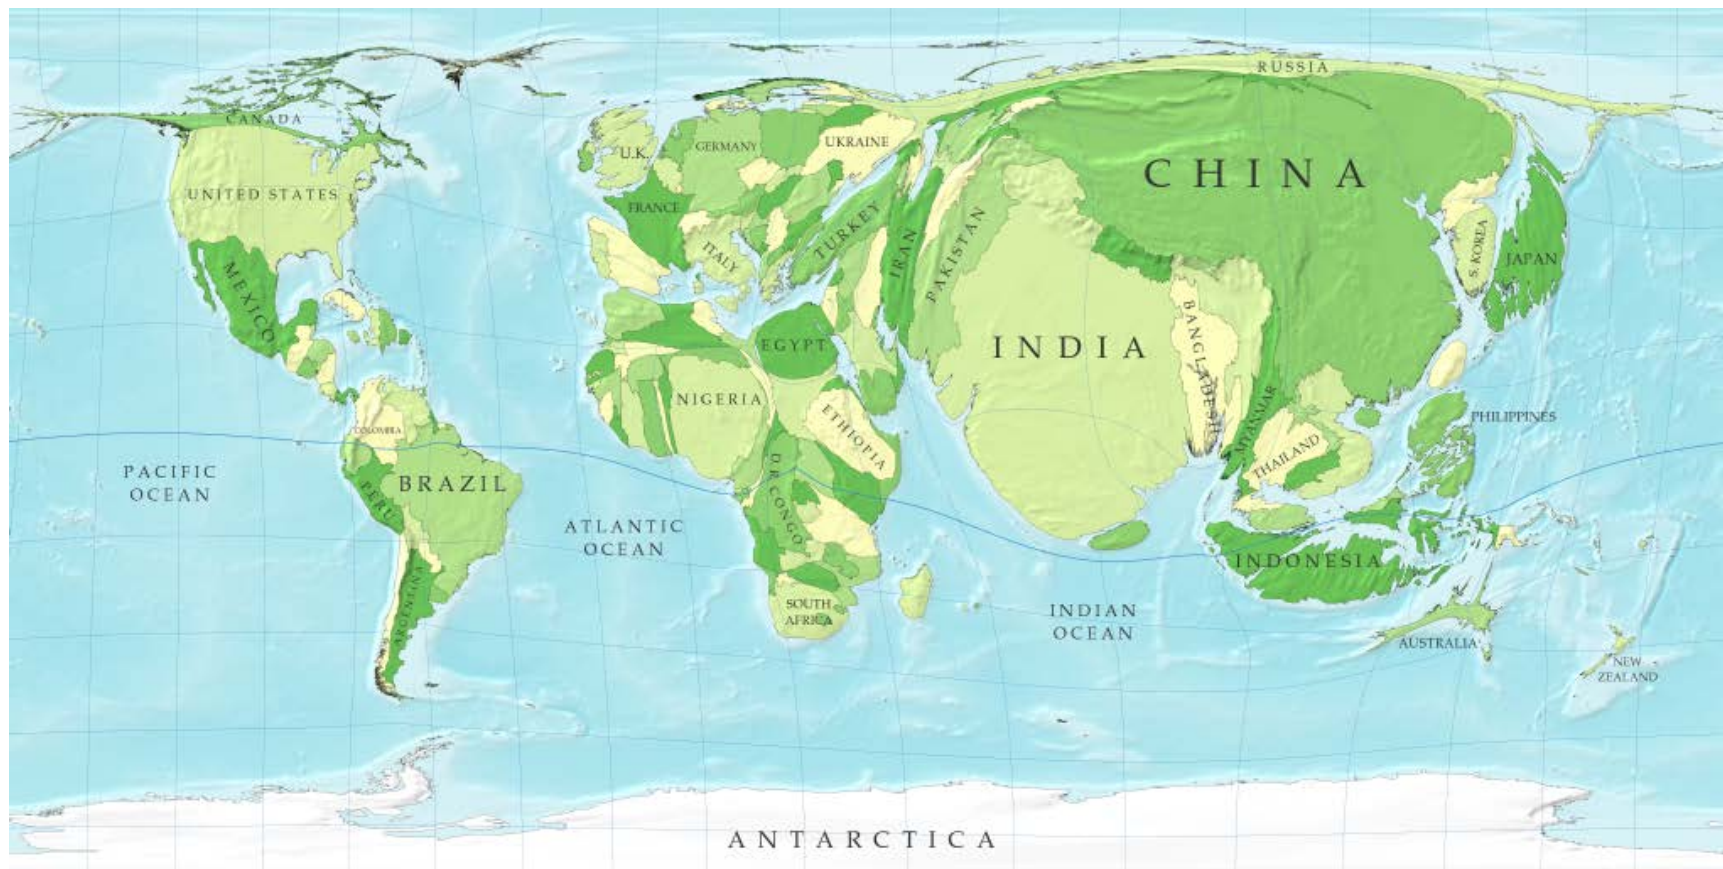 RUSSIA
CANADA
UNITED STATES
MEXICO
U.K.
GERMANY
UKRAINE
FRANCE
ITALY
TURKEY
IRAN
PAKISTAN
CHINA
S. KOREA
JAPAN
INDIA
BANGLADESH
MYANMAR
THAILAND
PHILIPPINES
EGYPT
NIGERIA
ETHIOPIA
D R CONGO
SOUTH
AFRICA
COLOMBIA
BRAZIL
PERU
ARGENTINA
PACIFIC
OCEAN
ATLANTIC
OCEAN
INDIAN
OCEAN
INDONESIA
AUSTRALIA
NEW
ZEALAND
ANTARCTICA